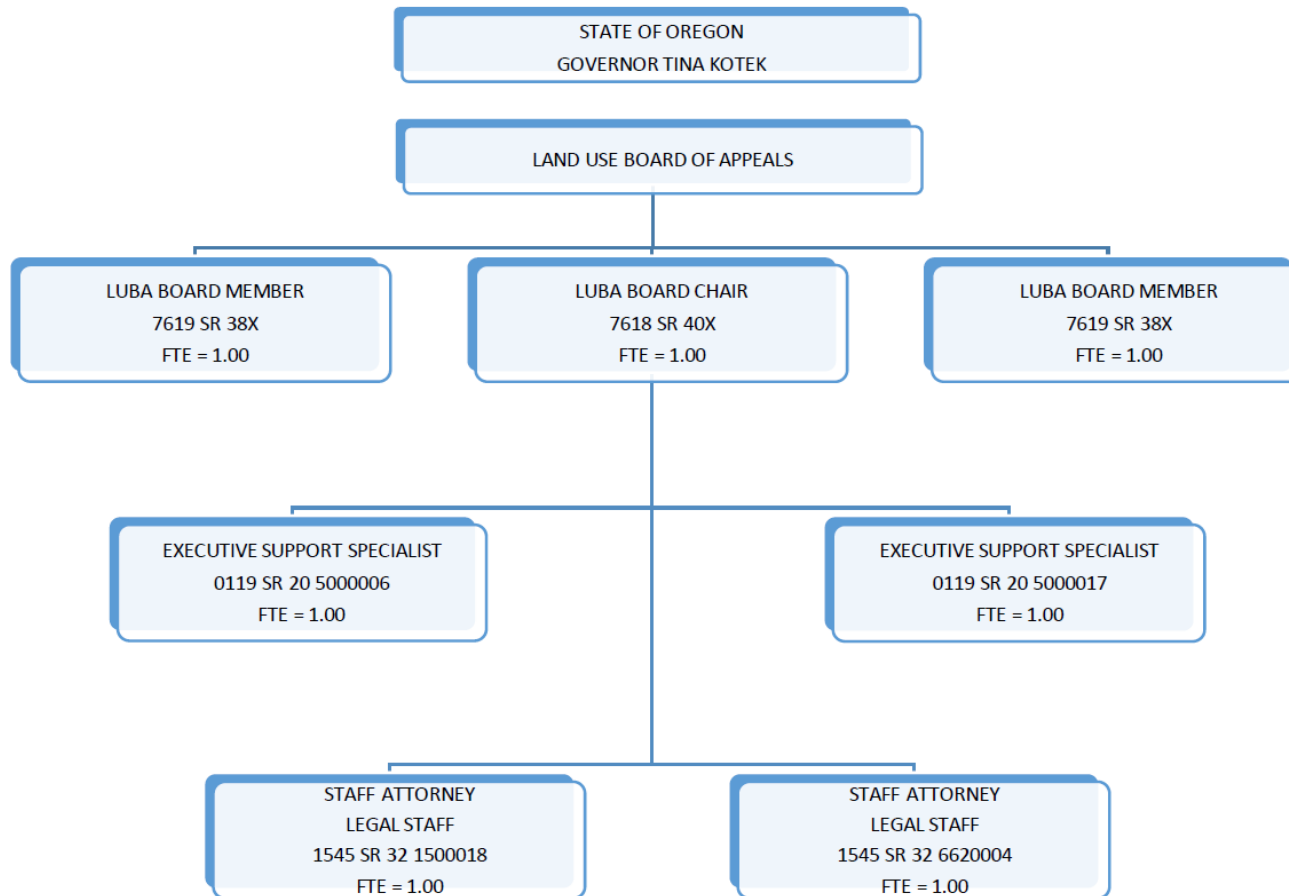 STATE OF OREGON
GOVERNOR TINA KOTEK
LAND USE BOARD OF APPEALS
LUBA BOARD MEMBER
7619 SR 38X
FTE = 1.00
LUBA BOARD CHAIR
7618 SR 40X
FTE = 1.00
LUBA BOARD MEMBER
7619 SR 38X
FTE = 1.00
EXECUTIVE SUPPORT SPECIALIST
0119 SR 20 5000006
FTE = 1.00
EXECUTIVE SUPPORT SPECIALIST
0119 SR 20 5000017
FTE = 1.00
STAFF ATTORNEY
LEGAL STAFF
1545 SR 32 1500018
FTE = 1.00
STAFF ATTORNEY
LEGAL STAFF
1545 SR 32 6620004
FTE = 1.00